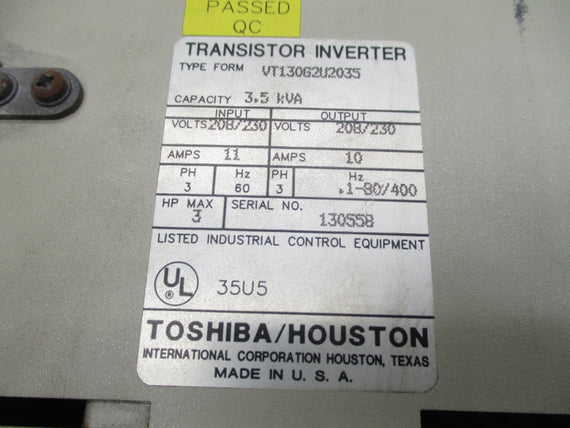 PASSED
QC
TRANSISTOR INVERTER
TYPE FORM VT130G2U2035
CAPACITY 3.5 kVA
INPUT OUTPUT
VOLTS 208/230 VOLTS 208/230
AMPS 11 AMPS 10
PH Hz PH Hz
3 60 3 .1-80/400
HP MAX SERIAL NO.
3 130558
LISTED INDUSTRIAL CONTROL EQUIPMENT
UL ® 35U5
TOSHIBA/HOUSTON
INTERNATIONAL CORPORATION HOUSTON, TEXAS
MADE IN U. S. A.